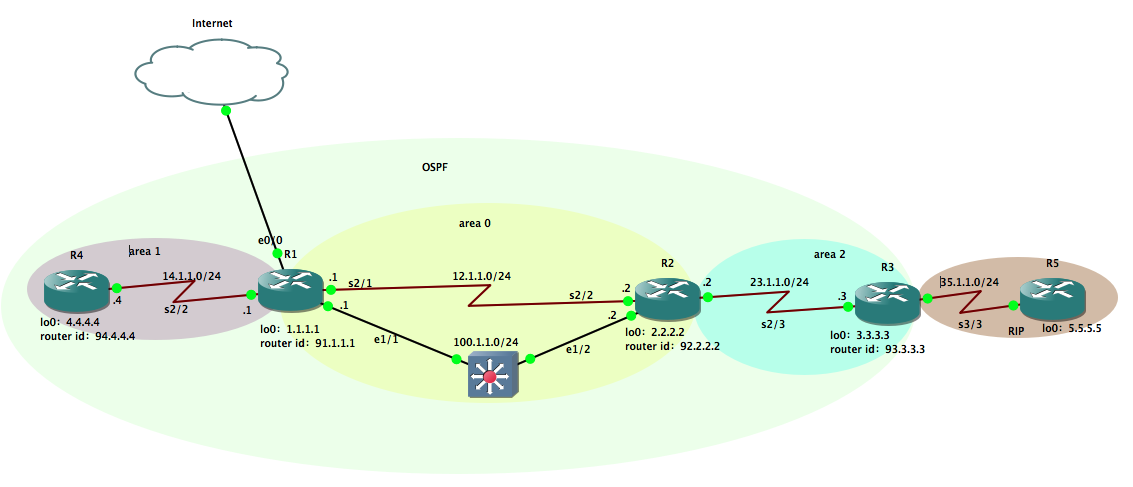 Internet
OSPF
area 0
e0/0
R4
area 1
R1
R2
area 2
R3
R5
14.1.1.0/24
.1
s2/1
12.1.1.0/24
s2/2
.2
.2
23.1.1.0/24
.3
35.1.1.0/24
.4
s2/2
.1
.1
.2
s2/3
s3/3
RIP
lo0: 5.5.5.5
lo0: 4.4.4.4
router id: 94.4.4.4
lo0: 1.1.1.1
router id: 91.1.1.1
e1/1
100.1.1.0/24
e1/2
lo0: 2.2.2.2
router id: 92.2.2.2
lo0: 3.3.3.3
router id: 93.3.3.3